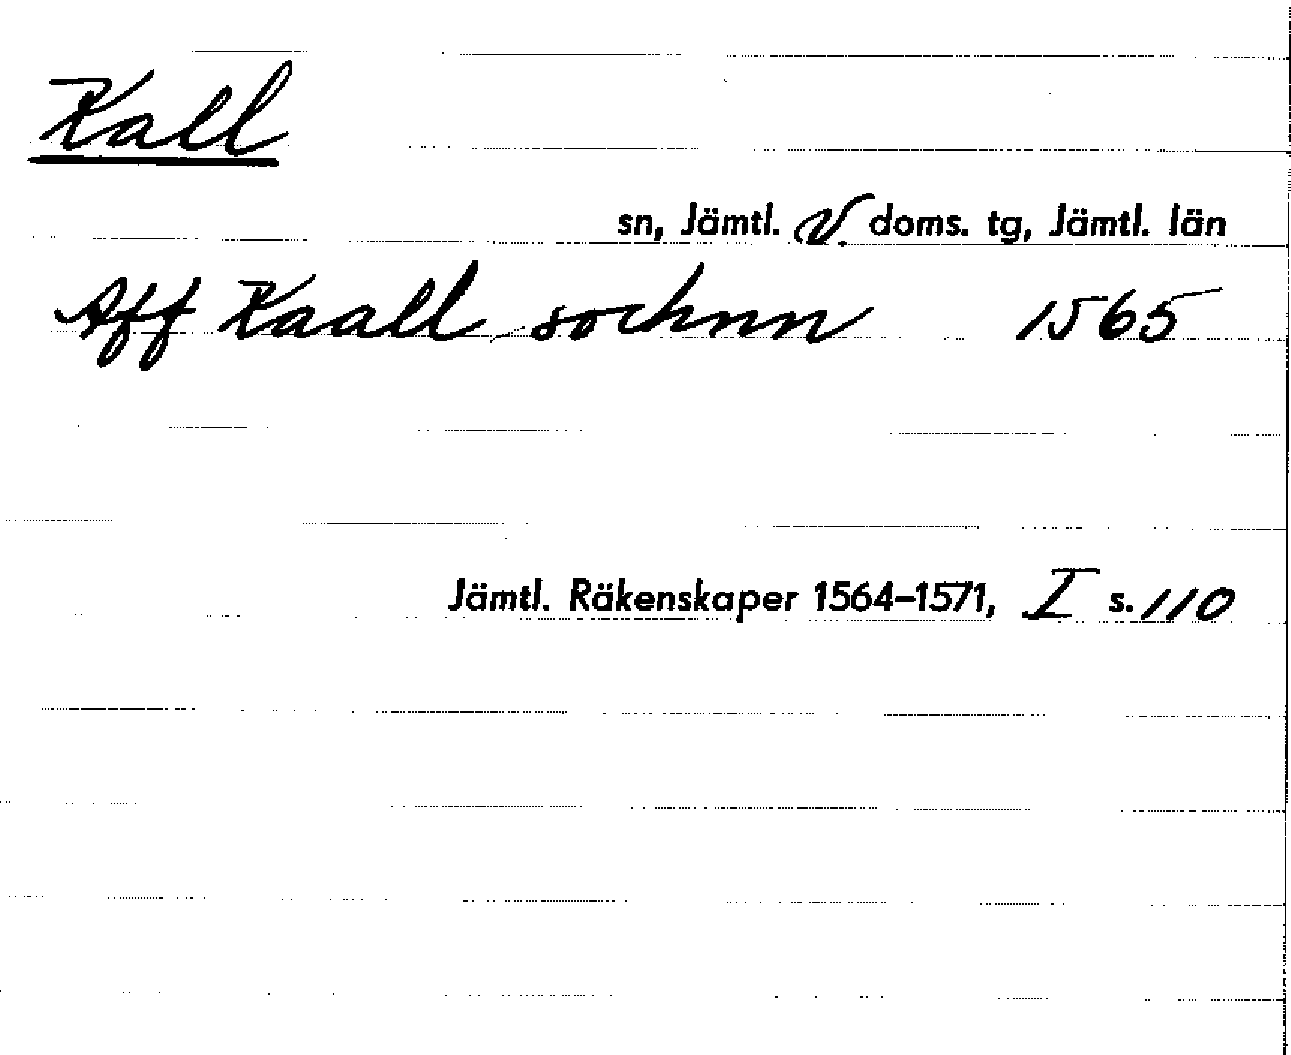 Kall
sn, Jämtl. V. doms. tg, Jämtl. län
Aff Kaall sochnn 1565
Jämtl. Räkenskaper 1564–1571, I s. 110